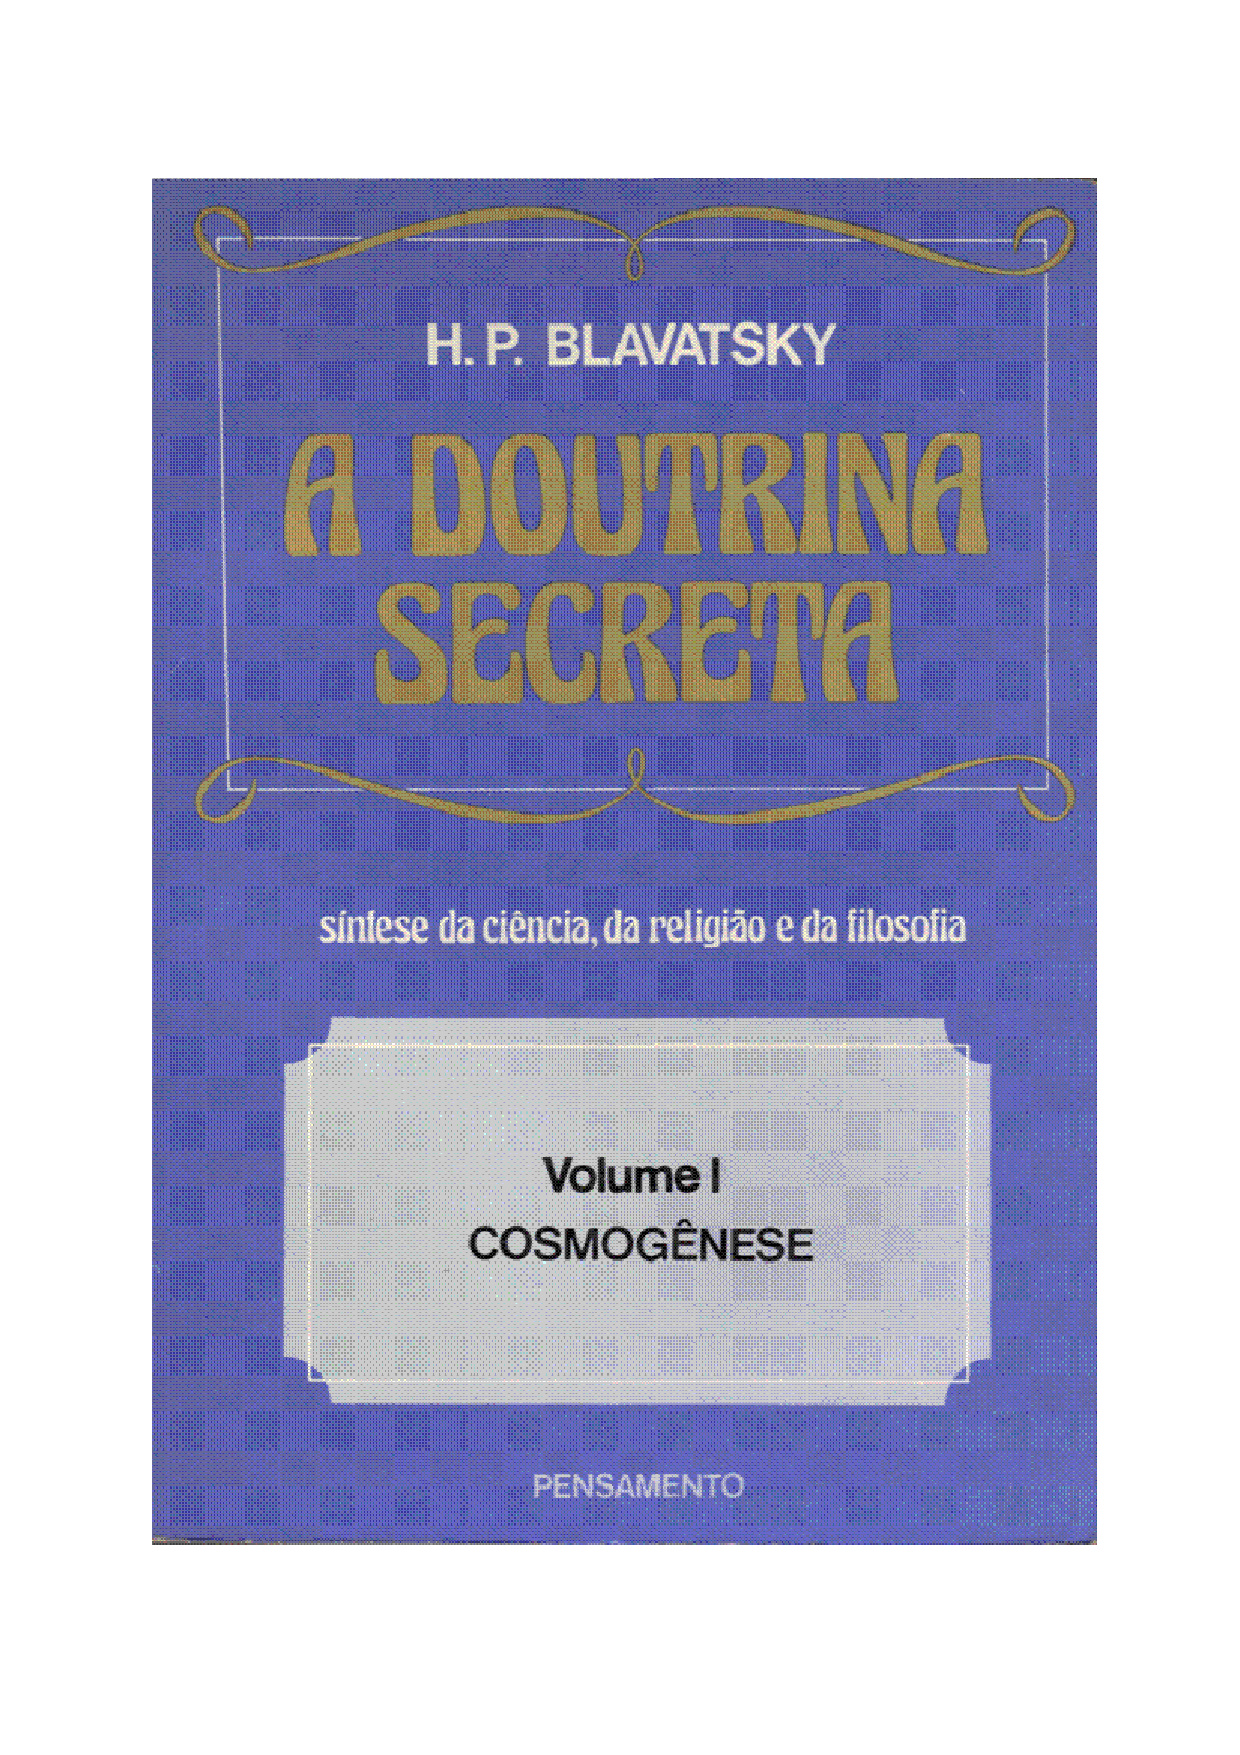 H. P. BLAVATSKY
A DOUTRINA
SECRETA
síntese da ciência, da religião e da filosofia
Volume I
COSMOGÊNESE
PENSAMENTO